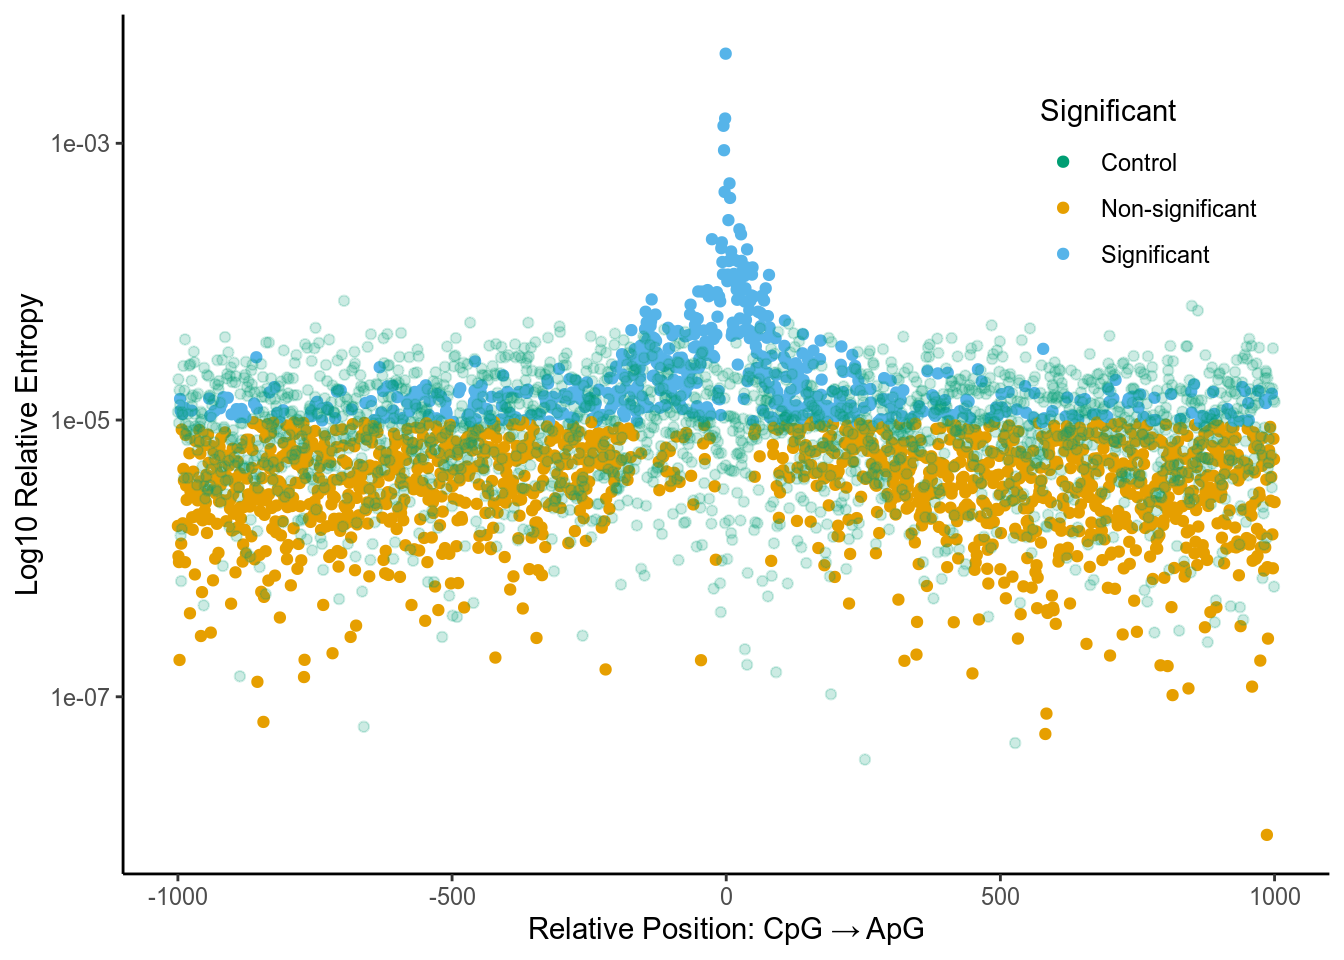 Significant
Control
Non-significant
Significant
Log10 Relative Entropy
1e-03
1e-05
1e-07
-1000
-500
0
500
1000
Relative Position: CpG → ApG